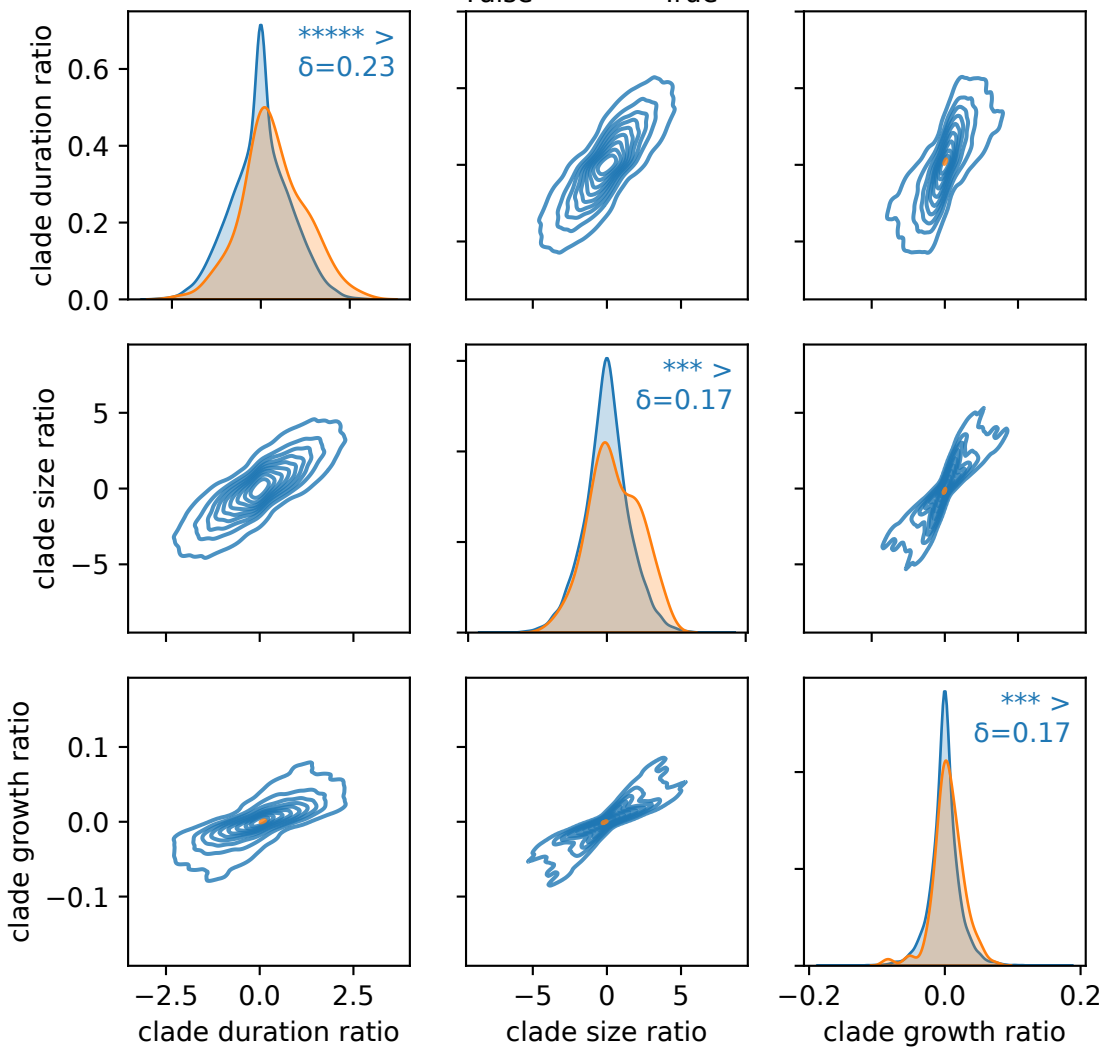 clade duration ratio
0.6
0.4
0.2
0.0
***** >
δ=0.23
clade size ratio
5
0
−5
*** >
δ=0.17
clade growth ratio
0.1
0.0
−0.1
*** >
δ=0.17
−2.5 0.0 2.5
−5 0 5
−0.2 0.0 0.2
clade duration ratio
clade size ratio
clade growth ratio